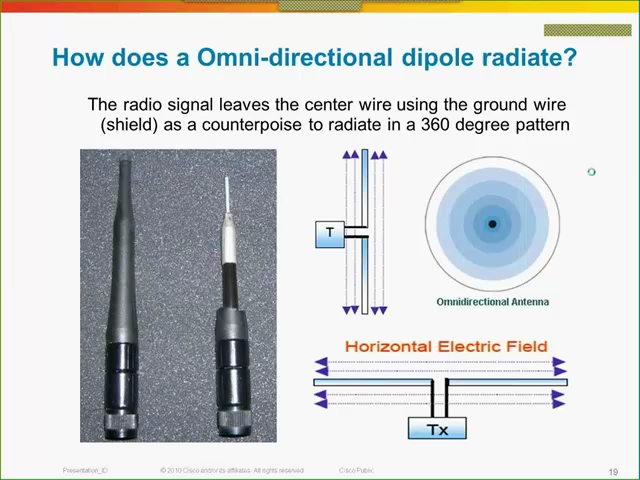 How does a Omni-directional dipole radiate?
The radio signal leaves the center wire using the ground wire
(shield) as a counterpoise to radiate in a 360 degree pattern
T
Omnidirectional Antenna
Horizontal Electric Field
Tx
Presentation_ID
© 2010 Cisco and/or its affiliates. All rights reserved.
Cisco Public
19